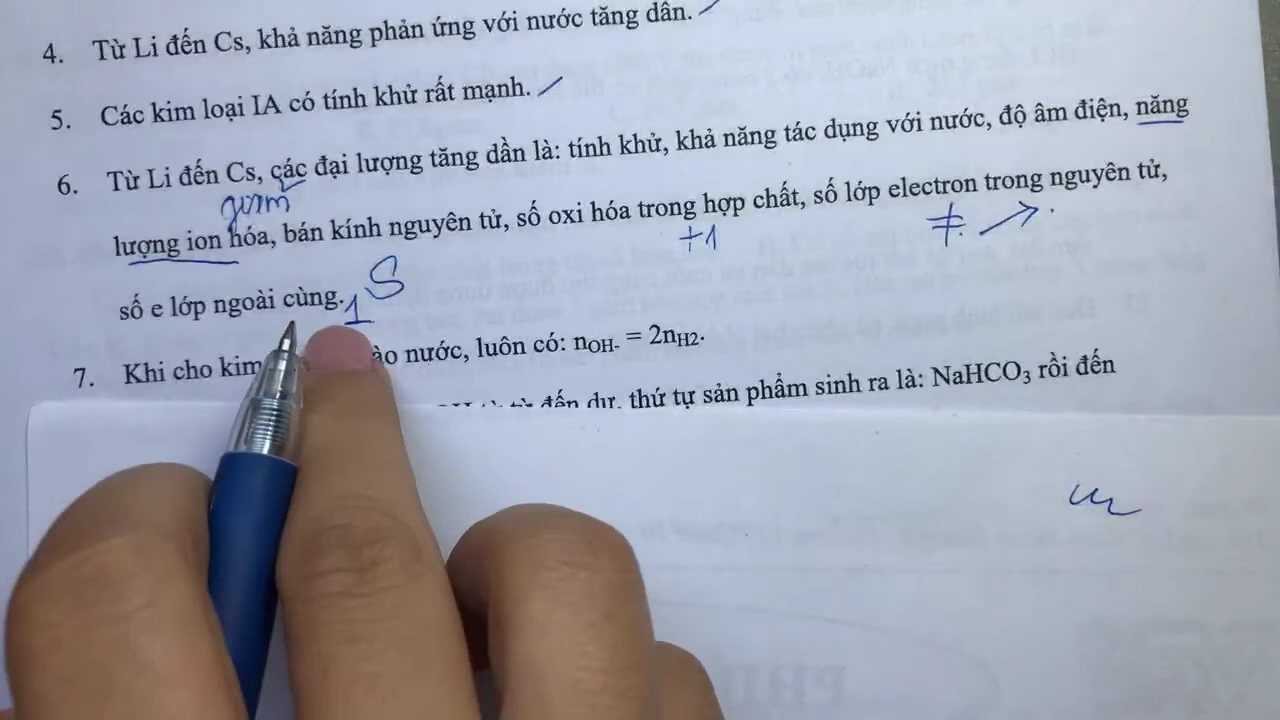 4. Từ Li đến Cs, khả năng phản ứng với nước tăng dần.
5. Các kim loại IA có tính khử rất mạnh.
6. Từ Li đến Cs, các đại lượng tăng dần là: tính khử, khả năng tác dụng với nước, độ âm điện, năng
giảm
lượng ion hóa, bán kính nguyên tử, số oxi hóa trong hợp chất, số lớp electron trong nguyên tử,
+1 ≠
số e lớp ngoài cùng. 1 S
7. Khi cho kim ào nước, luôn có: nOH- = 2nH2.
từ đến dư, thứ tự sản phẩm sinh ra là: NaHCO3 rồi đến